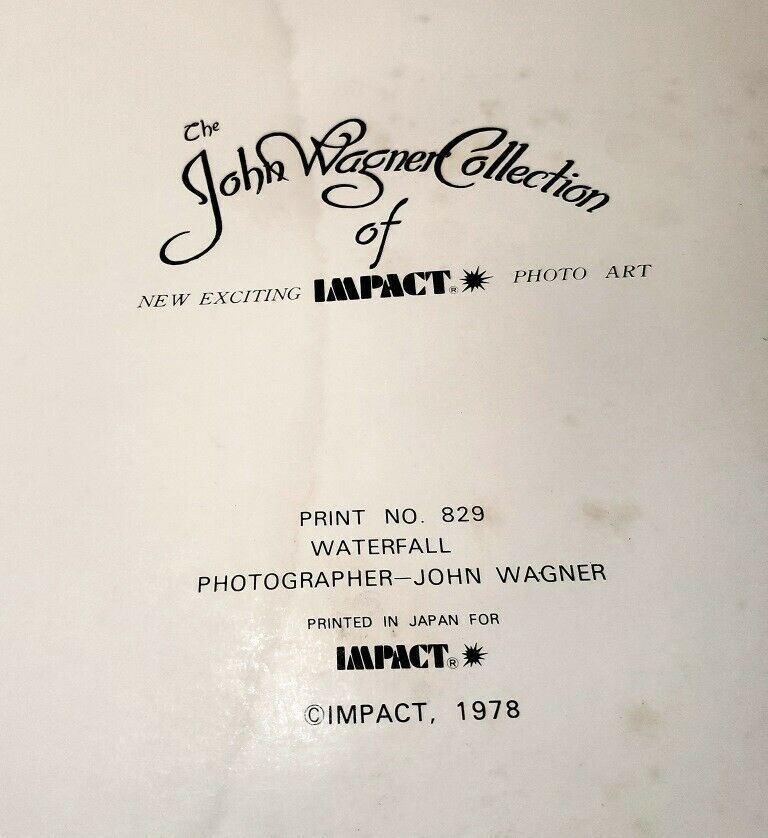 The
John Wagner Collection
of
NEW EXCITING IMPACT® PHOTO ART
PRINT NO. 829
WATERFALL
PHOTOGRAPHER—JOHN WAGNER
PRINTED IN JAPAN FOR
IMPACT®
©IMPACT, 1978